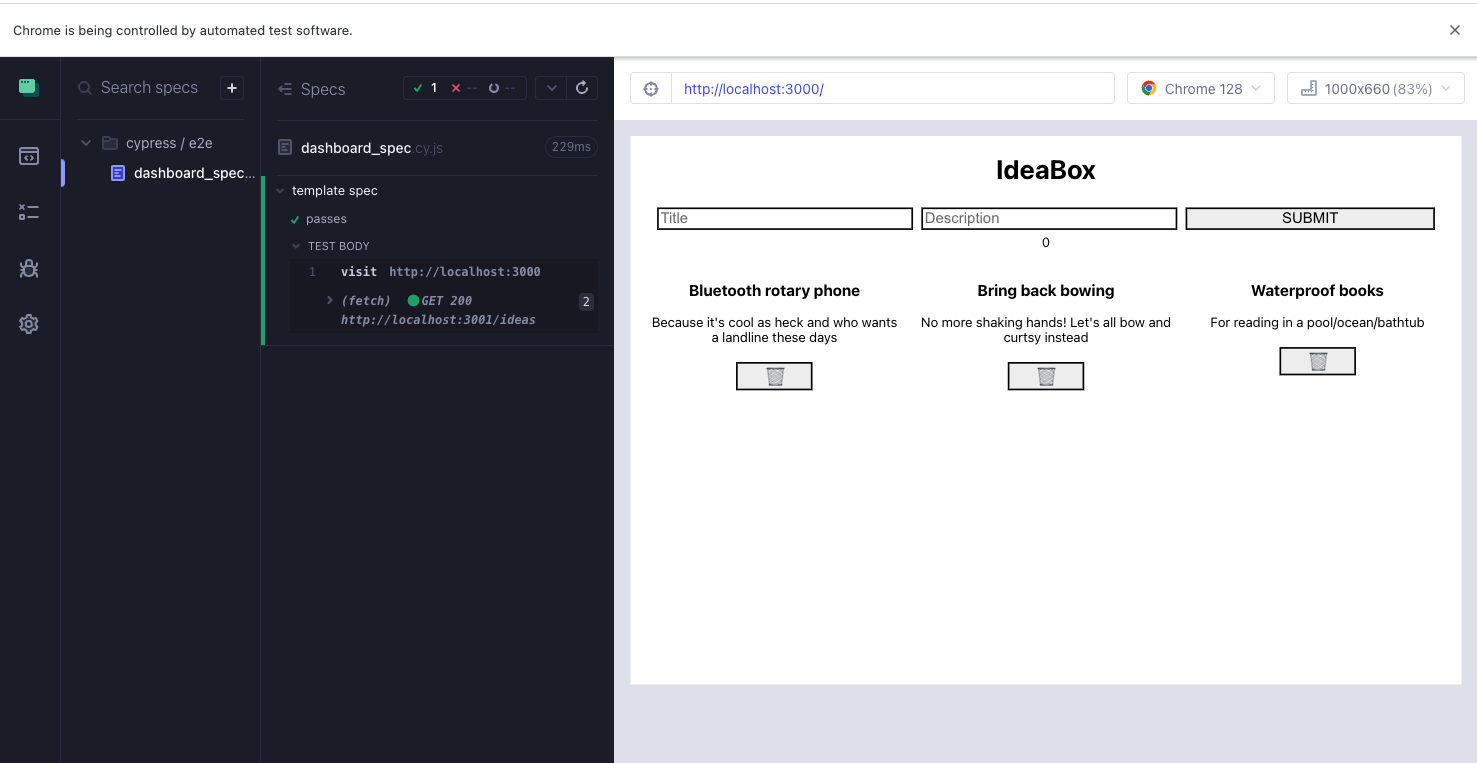 Chrome is being controlled by automated test software.
Search specs
+
cypress / e2e
dashboard_spec...
Specs
1
--
--
dashboard_spec.cy.js
229ms
template spec
passes
TEST BODY
1 visit http://localhost:3000
(fetch) GET 200
http://localhost:3001/ideas
2
http://localhost:3000/
Chrome 128
1000x660 (83%)
IdeaBox
Title
Description
SUBMIT
0
Bluetooth rotary phone
Because it's cool as heck and who wants
a landline these days
Bring back bowing
No more shaking hands! Let's all bow and
curtsy instead
Waterproof books
For reading in a pool/ocean/bathtub